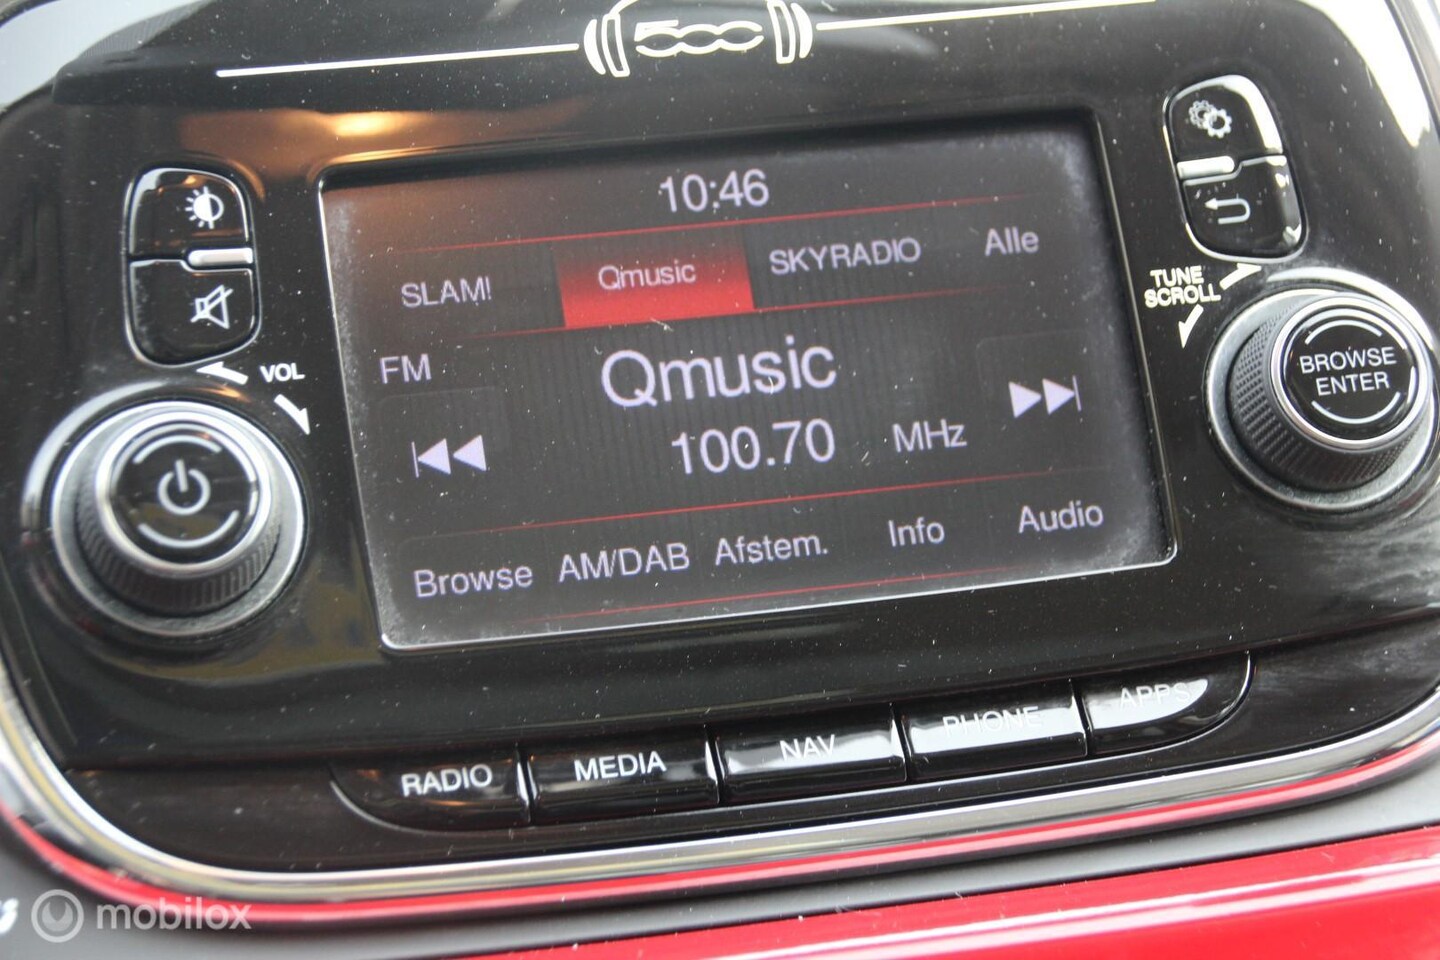 500
10:46
SLAM! Qmusic SKYRADIO Alle
TUNE
SCROLL
VOL
FM
Qmusic
100.70 MHz
BROWSE
ENTER
Browse AM/DAB Afstem. Info Audio
RADIO MEDIA NAV PHONE APPS
mobilox